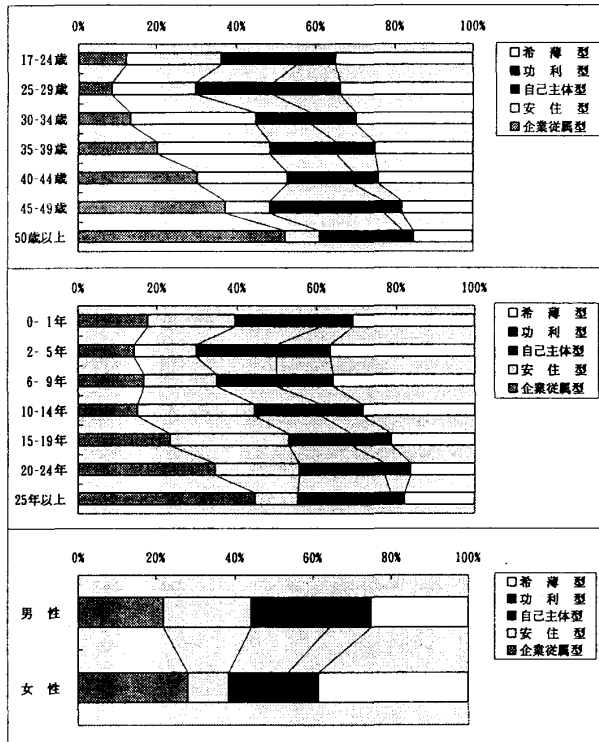 0% 20% 40% 60% 80% 100%
17-24歳
25-29歳
30-34歳
35-39歳
40-44歳
45-49歳
50歳以上
希薄型
功利型
自己主体型
安住型
企業従属型
0% 20% 40% 60% 80% 100%
0- 1年
2- 5年
6- 9年
10-14年
15-19年
20-24年
25年以上
希薄型
功利型
自己主体型
安住型
企業従属型
0% 20% 40% 60% 80% 100%
男性
女性
希薄型
功利型
自己主体型
安住型
企業従属型